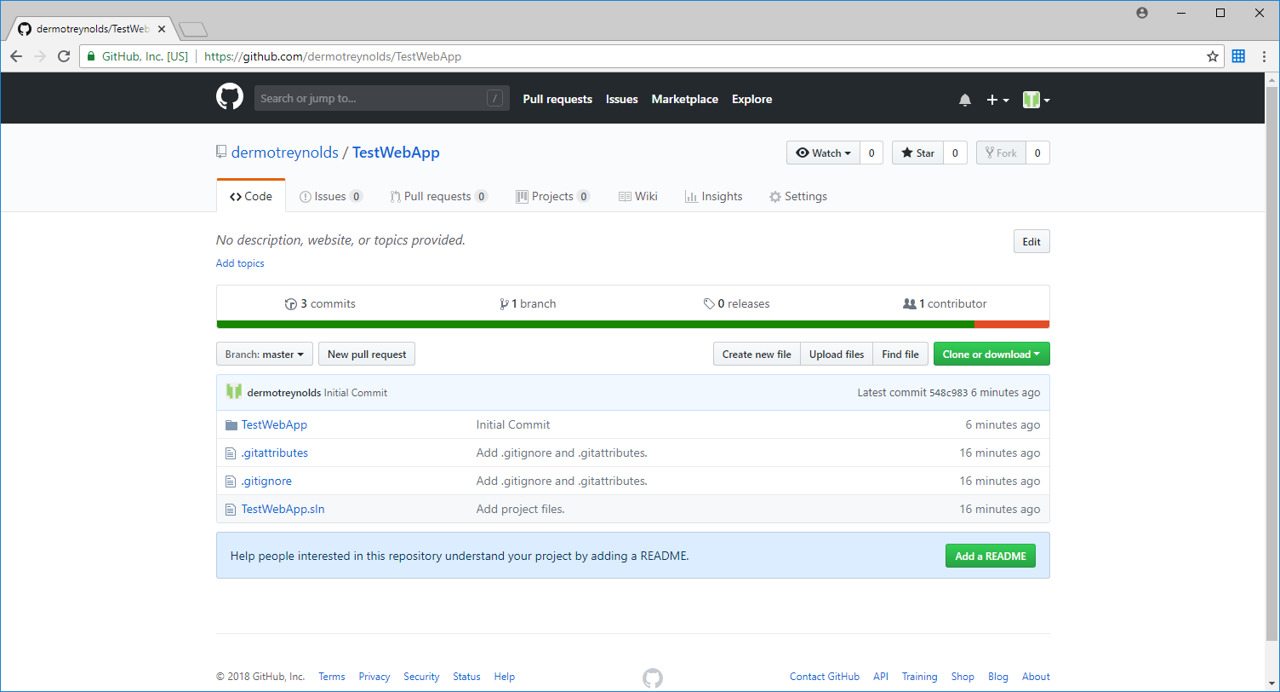 dermotreynolds/TestWeb
GitHub, Inc. [US] | https://github.com/dermotreynolds/TestWebApp
Search or jump to... / Pull requests Issues Marketplace Explore
dermotreynolds / TestWebApp Watch 0 Star 0 Fork 0
Code Issues 0 Pull requests 0 Projects 0 Wiki Insights Settings
No description, website, or topics provided. Edit
Add topics
3 commits 1 branch 0 releases 1 contributor
Branch: master New pull request Create new file Upload files Find file Clone or download
dermotreynolds Initial Commit Latest commit 548c983 6 minutes ago
TestWebApp Initial Commit 6 minutes ago
.gitattributes Add .gitignore and .gitattributes. 16 minutes ago
.gitignore Add .gitignore and .gitattributes. 16 minutes ago
TestWebApp.sln Add project files. 16 minutes ago
Help people interested in this repository understand your project by adding a README. Add a README
© 2018 GitHub, Inc. Terms Privacy Security Status Help Contact GitHub API Training Shop Blog About